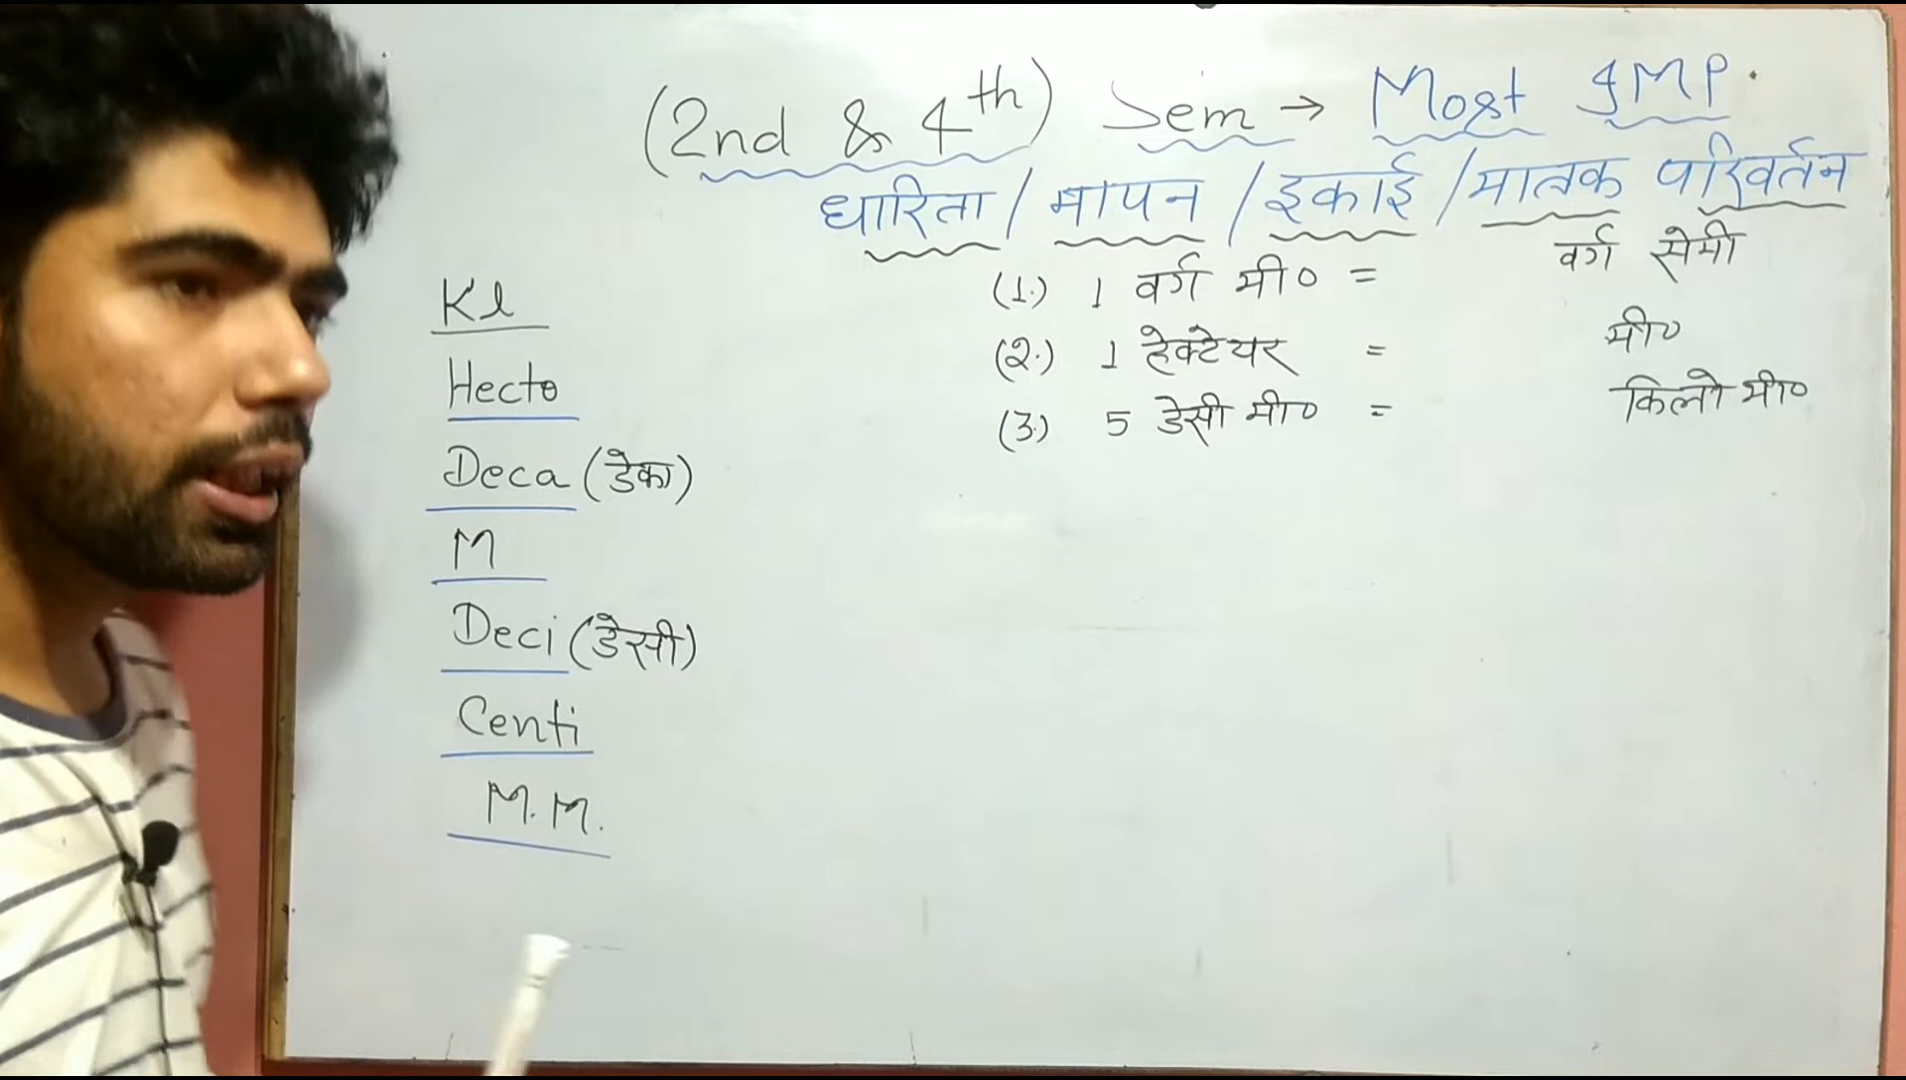 (2nd & 4th) Sem → Most IMP.
धारिता / मापन / इकाई / मात्रक परिवर्तन
Kl
Hecto
Deca (डेका)
M
Deci (डेसी)
Centi
M.M.
(1.) 1 वर्ग मी० = वर्ग सेमी
(2.) 1 हेक्टेयर = मी०
(3.) 5 डेसी मी० = किलो मी०